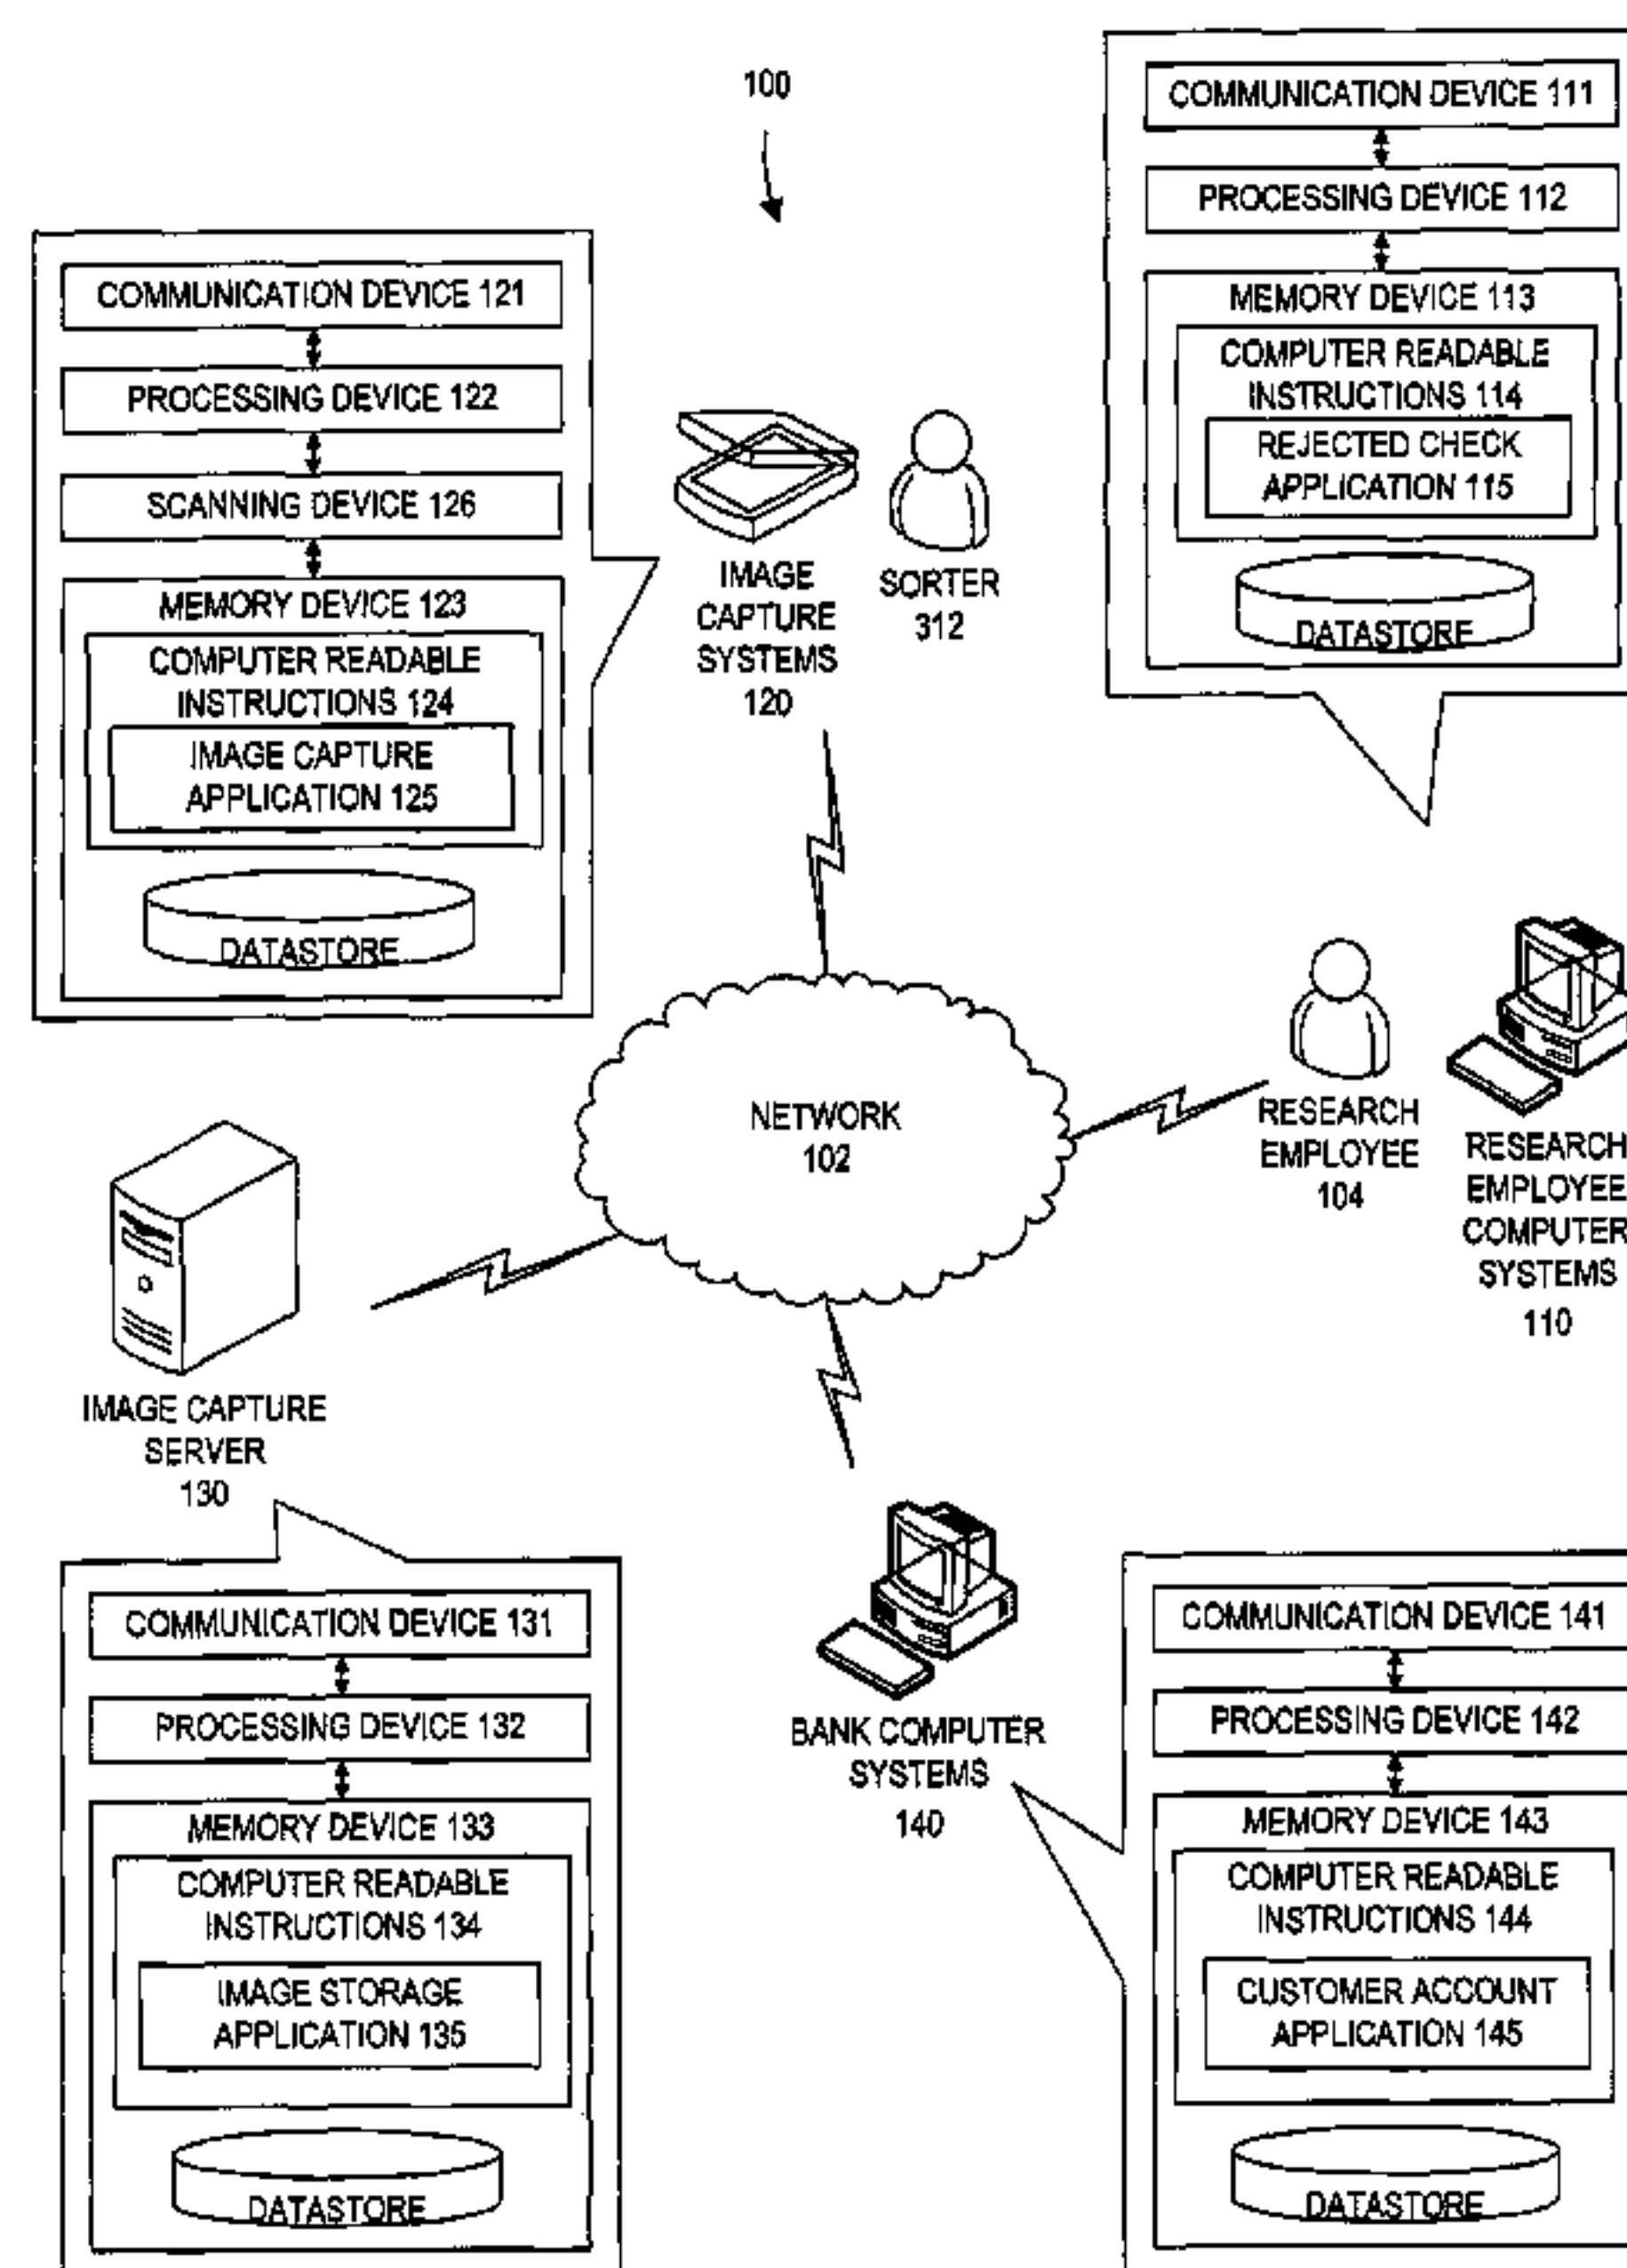 100
COMMUNICATION DEVICE 111
PROCESSING DEVICE 112
MEMORY DEVICE 113
COMPUTER READABLE
INSTRUCTIONS 114
REJECTED CHECK
APPLICATION 115
DATASTORE
COMMUNICATION DEVICE 121
PROCESSING DEVICE 122
SCANNING DEVICE 126
MEMORY DEVICE 123
COMPUTER READABLE
INSTRUCTIONS 124
IMAGE CAPTURE
APPLICATION 125
DATASTORE
IMAGE
CAPTURE
SYSTEMS
120
SORTER
312
NETWORK
102
RESEARCH
EMPLOYEE
104
RESEARCH
EMPLOYEE
COMPUTER
SYSTEMS
110
IMAGE CAPTURE
SERVER
130
COMMUNICATION DEVICE 131
PROCESSING DEVICE 132
MEMORY DEVICE 133
COMPUTER READABLE
INSTRUCTIONS 134
IMAGE STORAGE
APPLICATION 135
DATASTORE
BANK COMPUTER
SYSTEMS
140
COMMUNICATION DEVICE 141
PROCESSING DEVICE 142
MEMORY DEVICE 143
COMPUTER READABLE
INSTRUCTIONS 144
CUSTOMER ACCOUNT
APPLICATION 145
DATASTORE